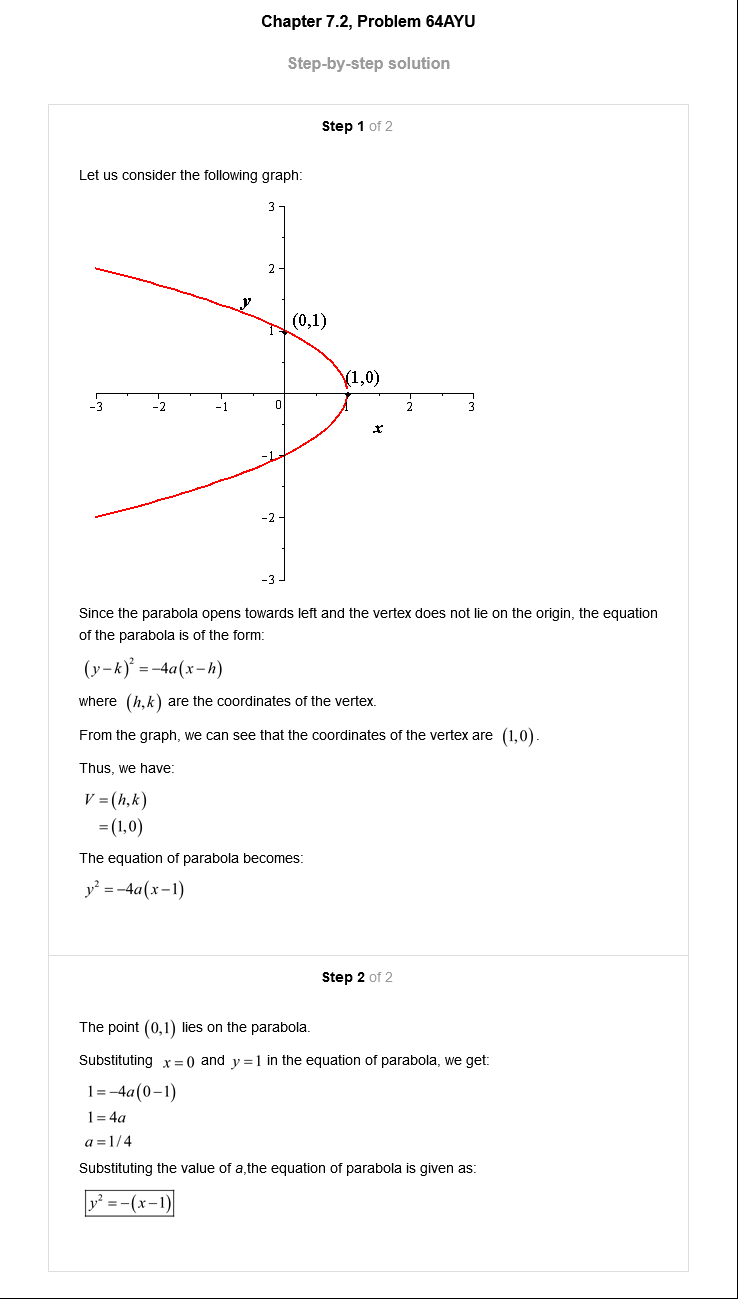 Chapter 7.2, Problem 64AYU
Step-by-step solution
Step 1 of 2
Let us consider the following graph:
3
2
y
(0,1)
1
(1,0)
-3 -2 -1 0 1 2 3
x
-1
-2
-3
Since the parabola opens towards left and the vertex does not lie on the origin, the equation
of the parabola is of the form:
(y−k)² = −4a(x−h)
where (h,k) are the coordinates of the vertex.
From the graph, we can see that the coordinates of the vertex are (1,0).
Thus, we have:
V = (h,k)
= (1,0)
The equation of parabola becomes:
y² = −4a(x−1)
Step 2 of 2
The point (0,1) lies on the parabola.
Substituting x = 0 and y = 1 in the equation of parabola, we get:
1 = −4a(0−1)
1 = 4a
a = 1/4
Substituting the value of a,the equation of parabola is given as:
y² = −(x−1)